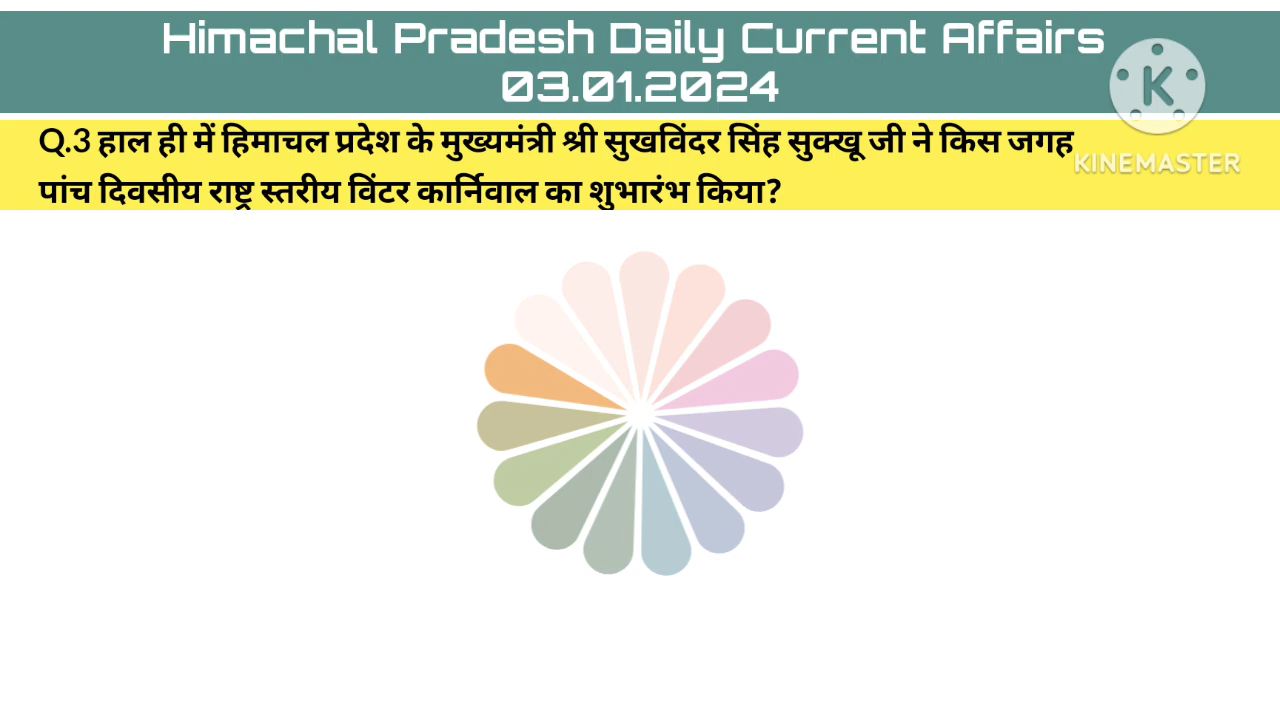 Himachal Pradesh Daily Current Affairs
03.01.2024
Q.3 हाल ही में हिमाचल प्रदेश के मुख्यमंत्री श्री सुखविंदर सिंह सुक्खू जी ने किस जगह
पांच दिवसीय राष्ट्र स्तरीय विंटर कार्निवाल का शुभारंभ किया?
K
KINEMASTER